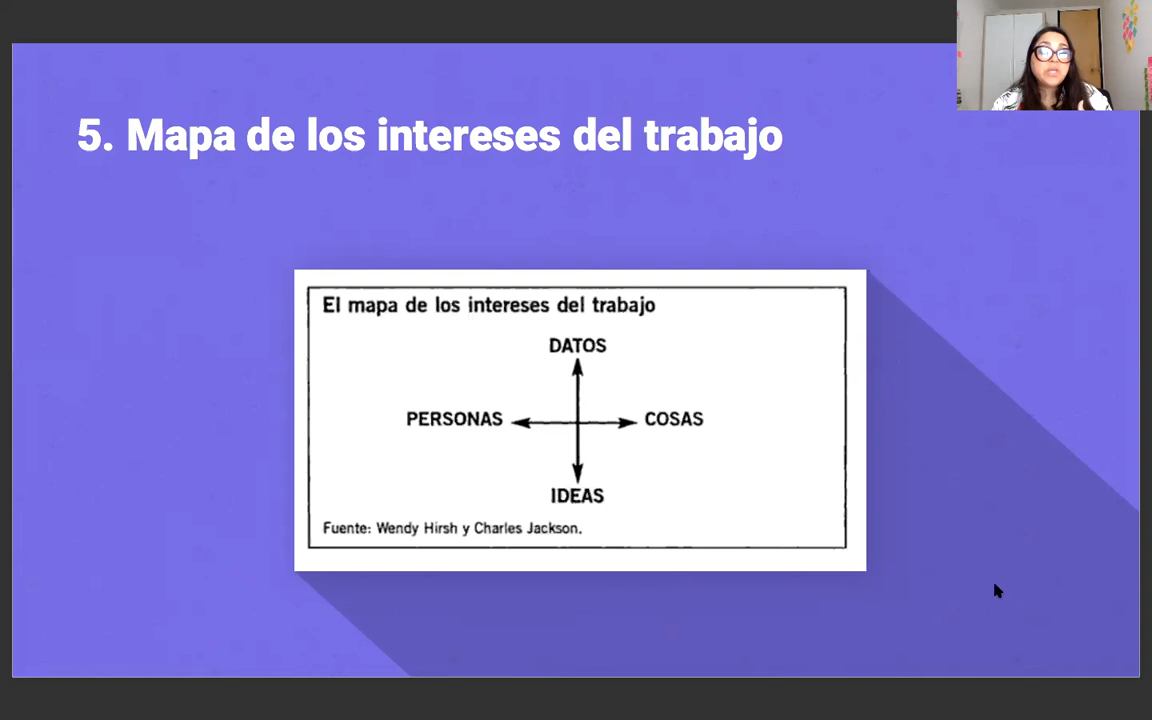 5. Mapa de los intereses del trabajo
El mapa de los intereses del trabajo
DATOS
PERSONAS COSAS
IDEAS
Fuente: Wendy Hirsh y Charles Jackson.